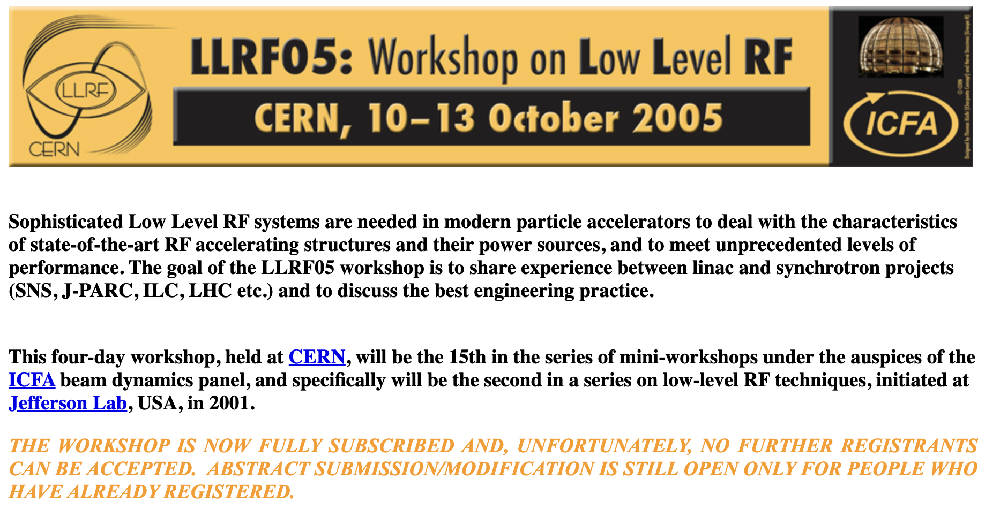 LLRF
CERN
LLRF05: Workshop on Low Level RF
CERN, 10–13 October 2005
ICFA
© CERN
Sophisticated Low Level RF systems are needed in modern particle accelerators to deal with the characteristics
of state-of-the-art RF accelerating structures and their power sources, and to meet unprecedented levels of
performance. The goal of the LLRF05 workshop is to share experience between linac and synchrotron projects
(SNS, J-PARC, ILC, LHC etc.) and to discuss the best engineering practice.
This four-day workshop, held at CERN, will be the 15th in the series of mini-workshops under the auspices of the
ICFA beam dynamics panel, and specifically will be the second in a series on low-level RF techniques, initiated at
Jefferson Lab, USA, in 2001.
THE WORKSHOP IS NOW FULLY SUBSCRIBED AND, UNFORTUNATELY, NO FURTHER REGISTRANTS
CAN BE ACCEPTED. ABSTRACT SUBMISSION/MODIFICATION IS STILL OPEN ONLY FOR PEOPLE WHO
HAVE ALREADY REGISTERED.